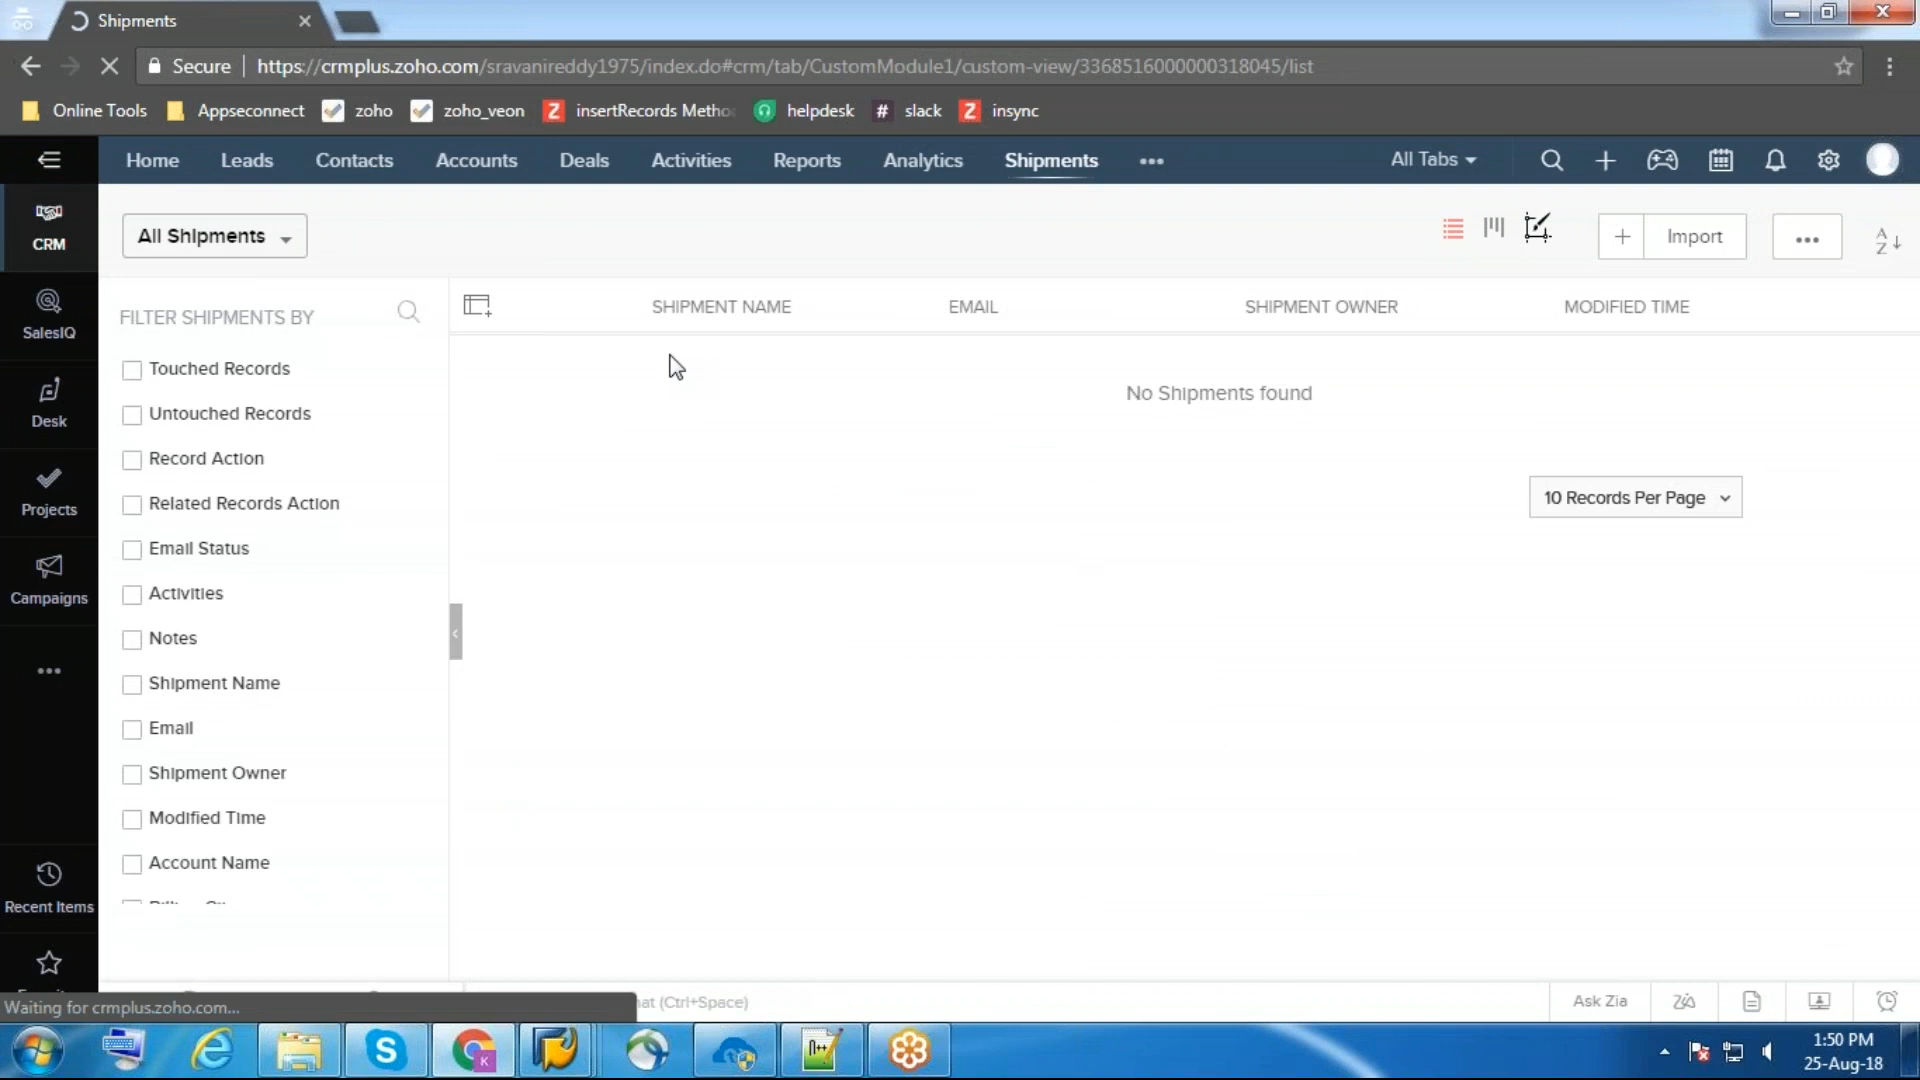 Shipments
Secure
https://crmplus.zoho.com/sravanireddy1975/index.do#crm/tab/CustomModule1/custom-view/3368516000000318045/list
Online Tools
Appseconnect
zoho
zoho_veon
insertRecords Metho
helpdesk
slack
insync
Home
Leads
Contacts
Accounts
Deals
Activities
Reports
Analytics
Shipments
All Tabs
CRM
SalesIQ
Desk
Projects
Campaigns
Recent Items
All Shipments
Import
FILTER SHIPMENTS BY
Touched Records
Untouched Records
Record Action
Related Records Action
Email Status
Activities
Notes
Shipment Name
Email
Shipment Owner
Modified Time
Account Name
SHIPMENT NAME
EMAIL
SHIPMENT OWNER
MODIFIED TIME
No Shipments found
10 Records Per Page
Waiting for crmplus.zoho.com...
hat (Ctrl+Space)
Ask Zia
1:50 PM
25-Aug-18